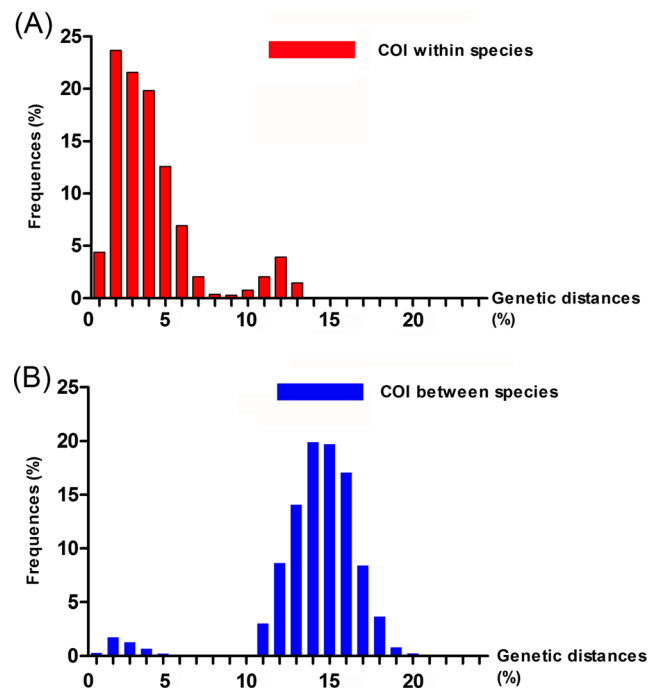 (A)
25
20
15
10
5
0
Frequences (%)
COI within species
0 5 10 15 20
Genetic distances
(%)
(B)
25
20
15
10
5
0
Frequences (%)
COI between species
0 5 10 15 20
Genetic distances
(%)